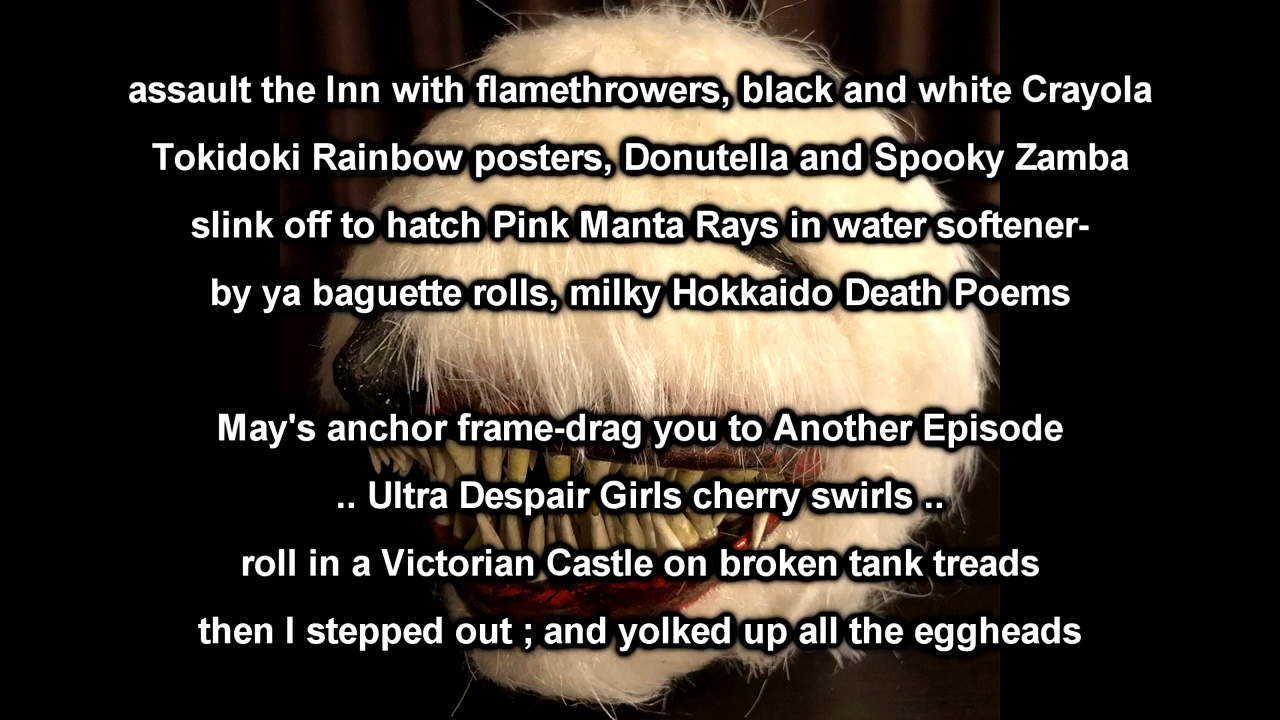 assault the Inn with flamethrowers, black and white Crayola
Tokidoki Rainbow posters, Donutella and Spooky Zamba
slink off to hatch Pink Manta Rays in water softener-
by ya baguette rolls, milky Hokkaido Death Poems
May's anchor frame-drag you to Another Episode
.. Ultra Despair Girls cherry swirls ..
roll in a Victorian Castle on broken tank treads
then I stepped out ; and yolked up all the eggheads